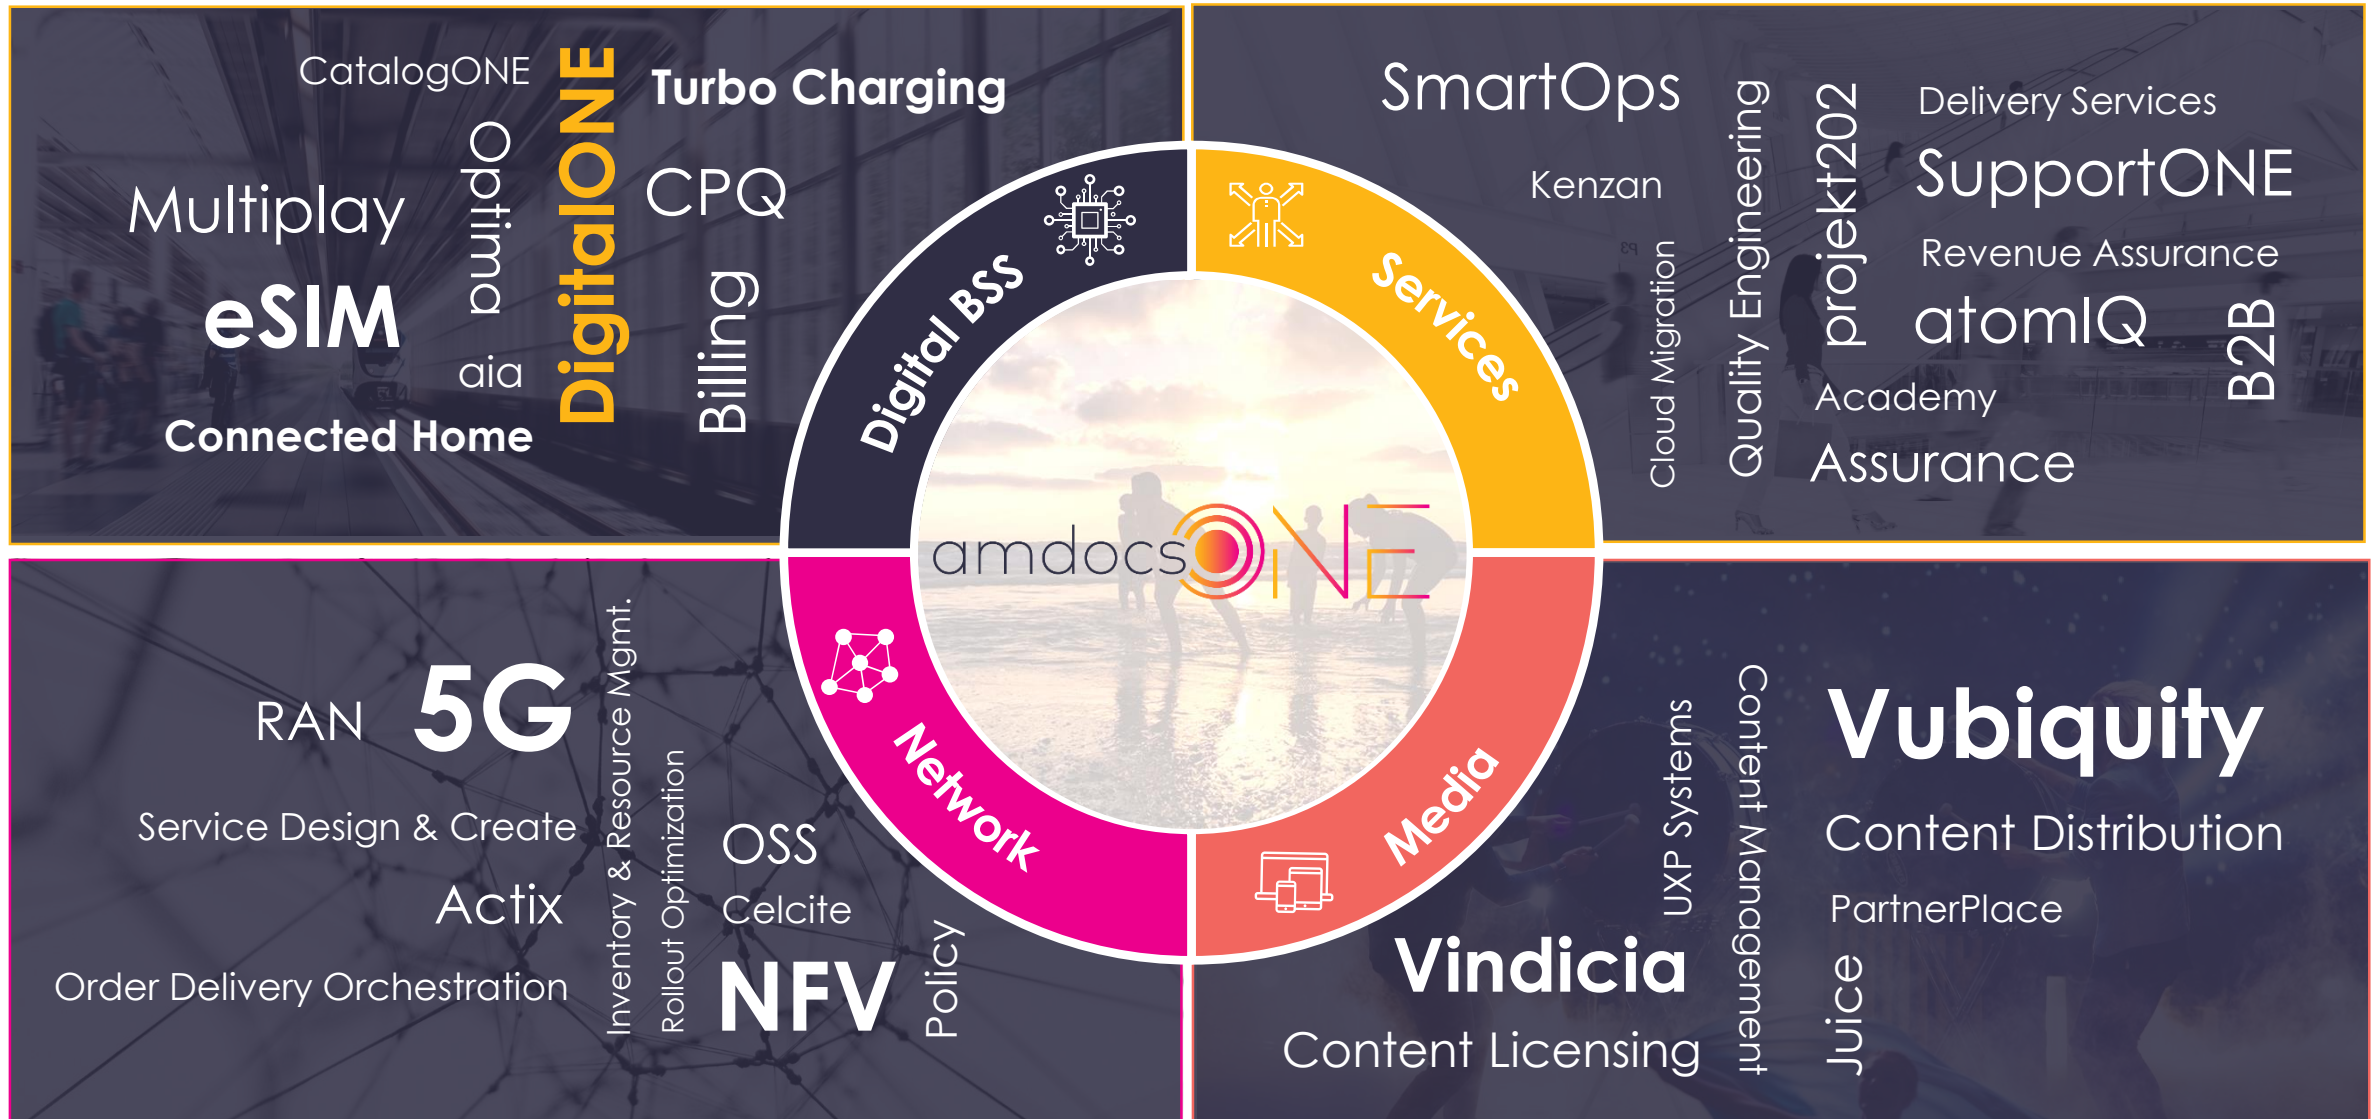 CatalogONE
Optima
DigitalONE
Turbo Charging
Multiplay
CPQ
eSIM
aia
Billing
Connected Home
Digital BSS
SmartOps
Kenzan
Cloud Migration
Quality Engineering
projekt202
Delivery Services
SupportONE
Revenue Assurance
atomIQ
B2B
Academy
Assurance
Services
amdocsONE
RAN
5G
Service Design & Create
Actix
Order Delivery Orchestration
Inventory & Resource Mgmt.
Rollout Optimization
OSS
Celcite
NFV
Policy
Network
Media
UXP Systems
Content Management
Vubiquity
Content Distribution
PartnerPlace
Vindicia
Juice
Content Licensing